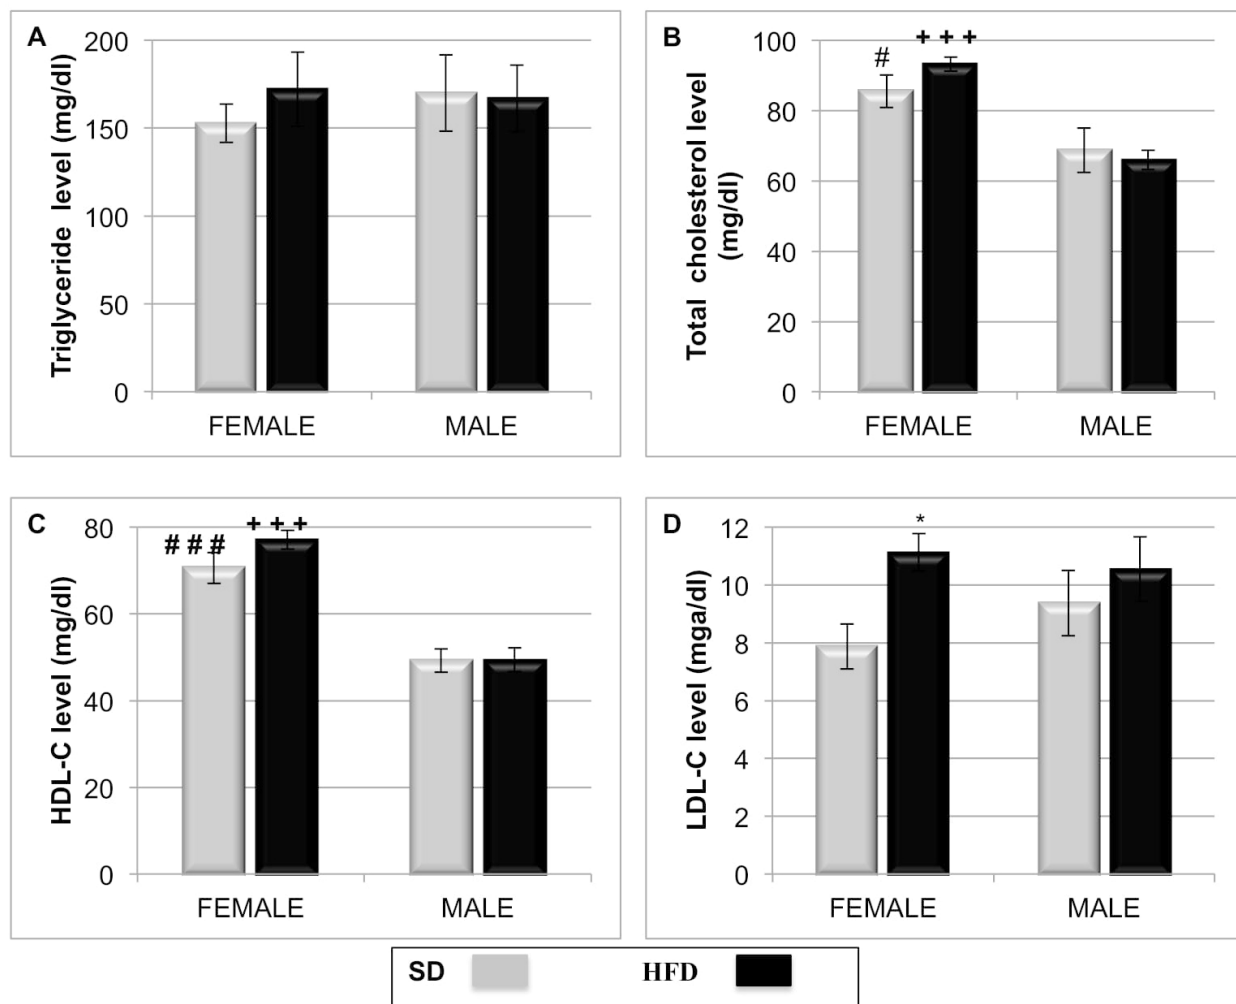 A
Triglyceride level (mg/dl)
200
150
100
50
0
FEMALE MALE
B
Total cholesterol level
(mg/dl)
100
80
60
40
20
0
# +++
FEMALE MALE
C
HDL-C level (mg/dl)
80
60
40
20
0
### +++
FEMALE MALE
D
LDL-C level (mga/dl)
12
10
8
6
4
2
0
*
FEMALE MALE
SD HFD